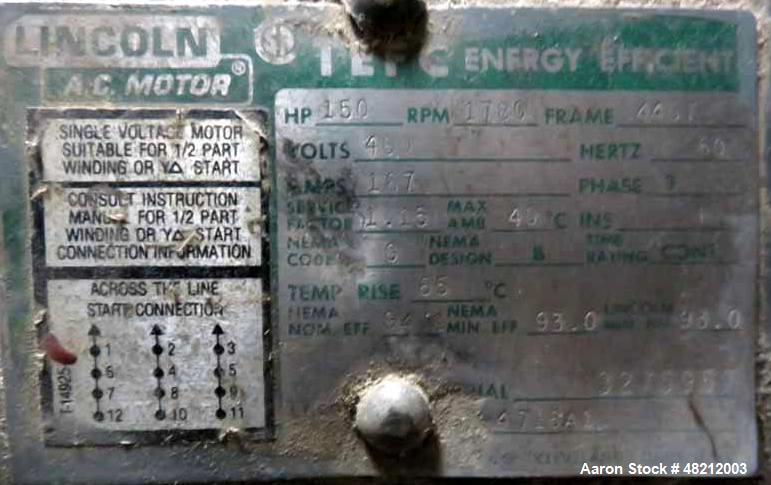 LINCOLN
A.C. MOTOR®
TEFC ENERGY EFFICIENT
SINGLE VOLTAGE MOTOR
SUITABLE FOR 1/2 PART
WINDING OR Y∆ START
CONSULT INSTRUCTION
MANUAL FOR 1/2 PART
WINDING OR Y∆ START
CONNECTION INFORMATION
ACROSS THE LINE
START CONNECTION
1 2 3
6 4 5
7 8 9
12 10 11
T-14925
HP 150 RPM 1780 FRAME
VOLTS 460 HERTZ 60
AMPS 167 PHASE 3
SERVICE FACTOR 1.15 MAX AMB 40 °C INS
NEMA CODE G NEMA DESIGN B TIME RATING CONT
TEMP RISE °C
NEMA NOM. EFF NEMA MIN EFF 93.0 LINCOLN 93.0
SERIAL
Aaron Stock # 48212003